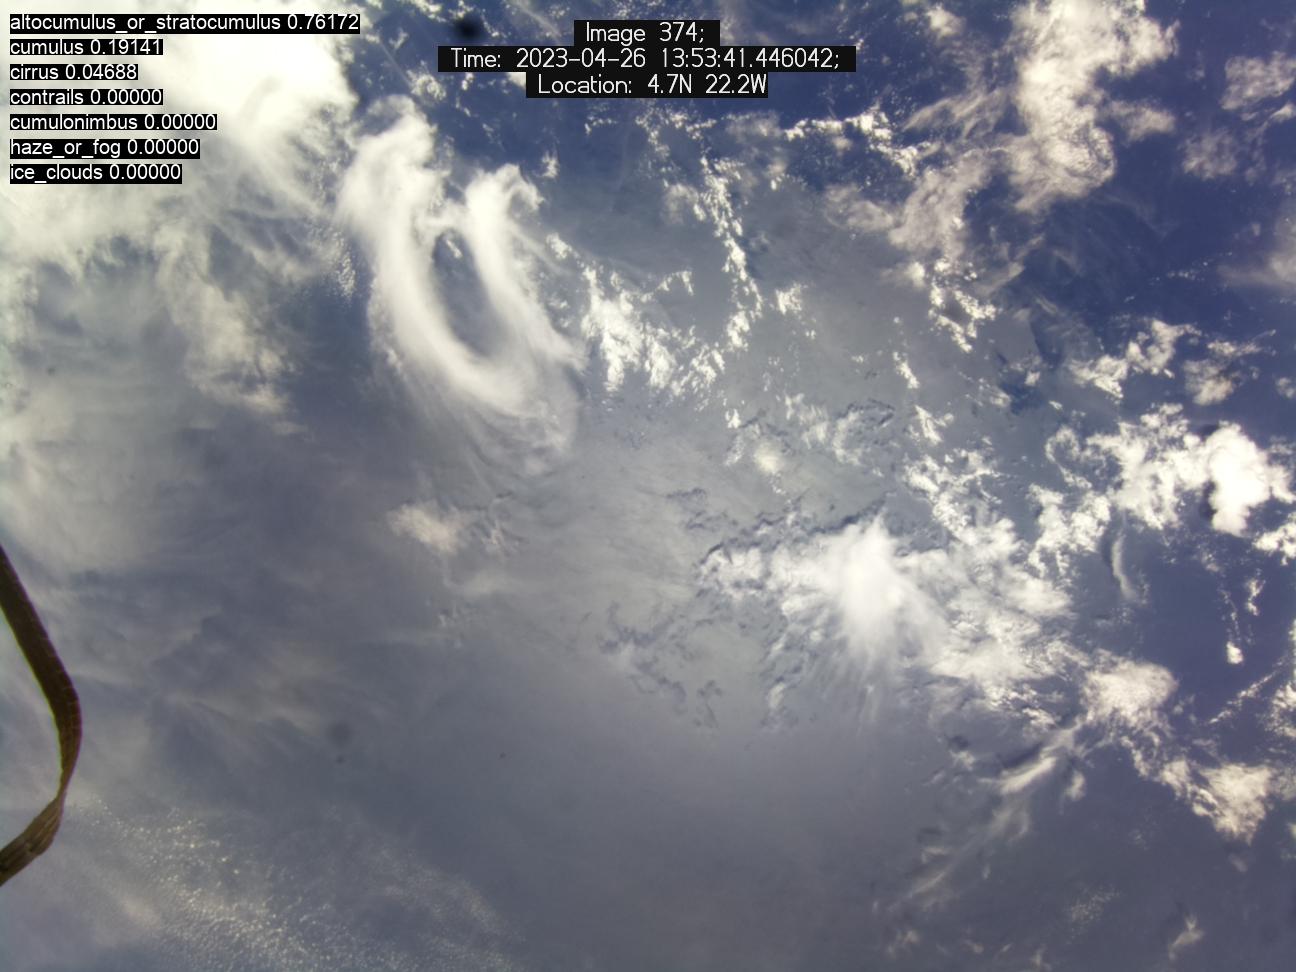 altocumulus_or_stratocumulus 0.76172
cumulus 0.19141
cirrus 0.04688
contrails 0.00000
cumulonimbus 0.00000
haze_or_fog 0.00000
ice_clouds 0.00000
Image 374;
Time: 2023-04-26 13:53:41.446042;
Location: 4.7N 22.2W